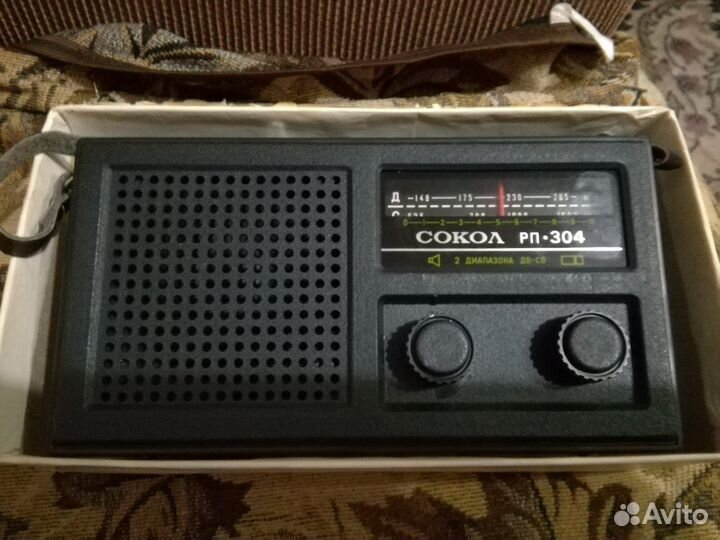 Д -148 175 230 285
С 525
0 1 2 3 4 5 6 7 8 9 10
СОКОЛ РП·304
2 ДИАПАЗОНА ДВ-СВ
Avito